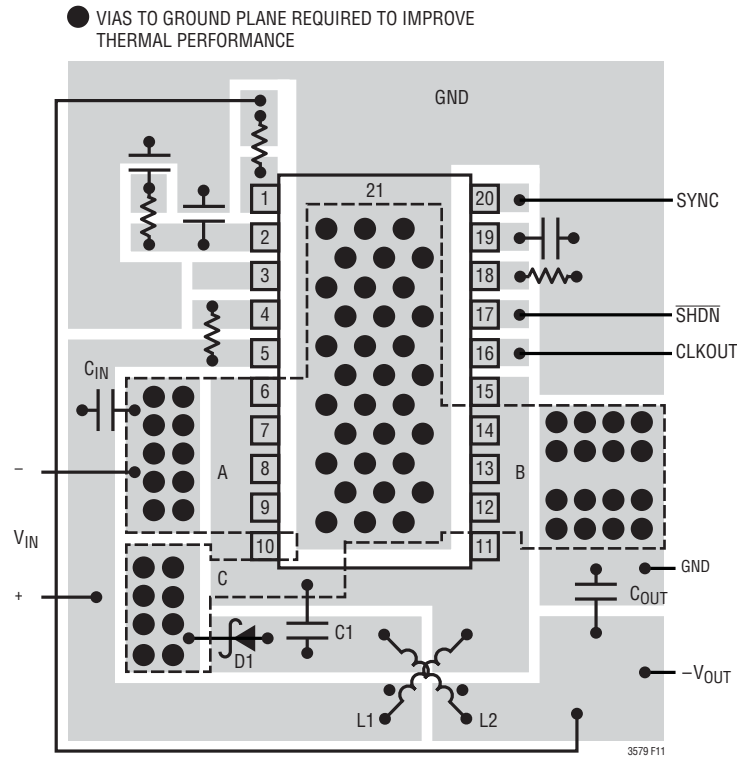 VIAS TO GROUND PLANE REQUIRED TO IMPROVE
THERMAL PERFORMANCE
GND
21
1
20
SYNC
2
19
3
18
4
17
SHDN
5
16
CLKOUT
CIN
6
15
7
14
A
8
13
B
–
9
12
VIN
10
11
C
GND
+
COUT
C1
D1
–VOUT
L1
L2
3579 F11